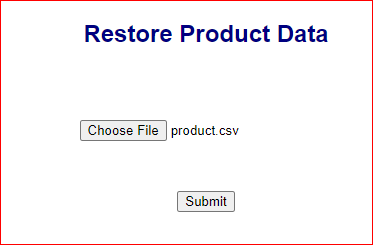 Restore Product Data
Choose File product.csv
Submit